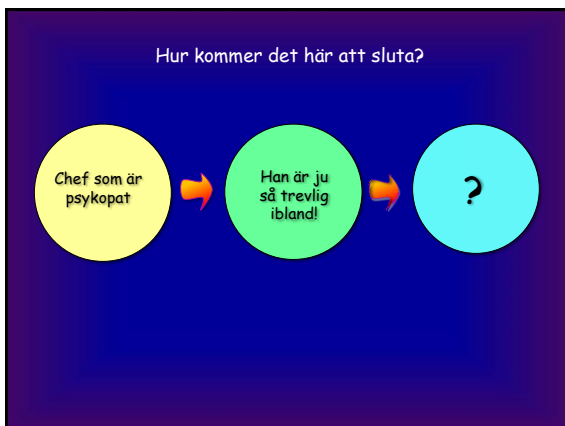 Hur kommer det här att sluta?
Chef som är
psykopat
Han är ju
så trevlig
ibland!
?